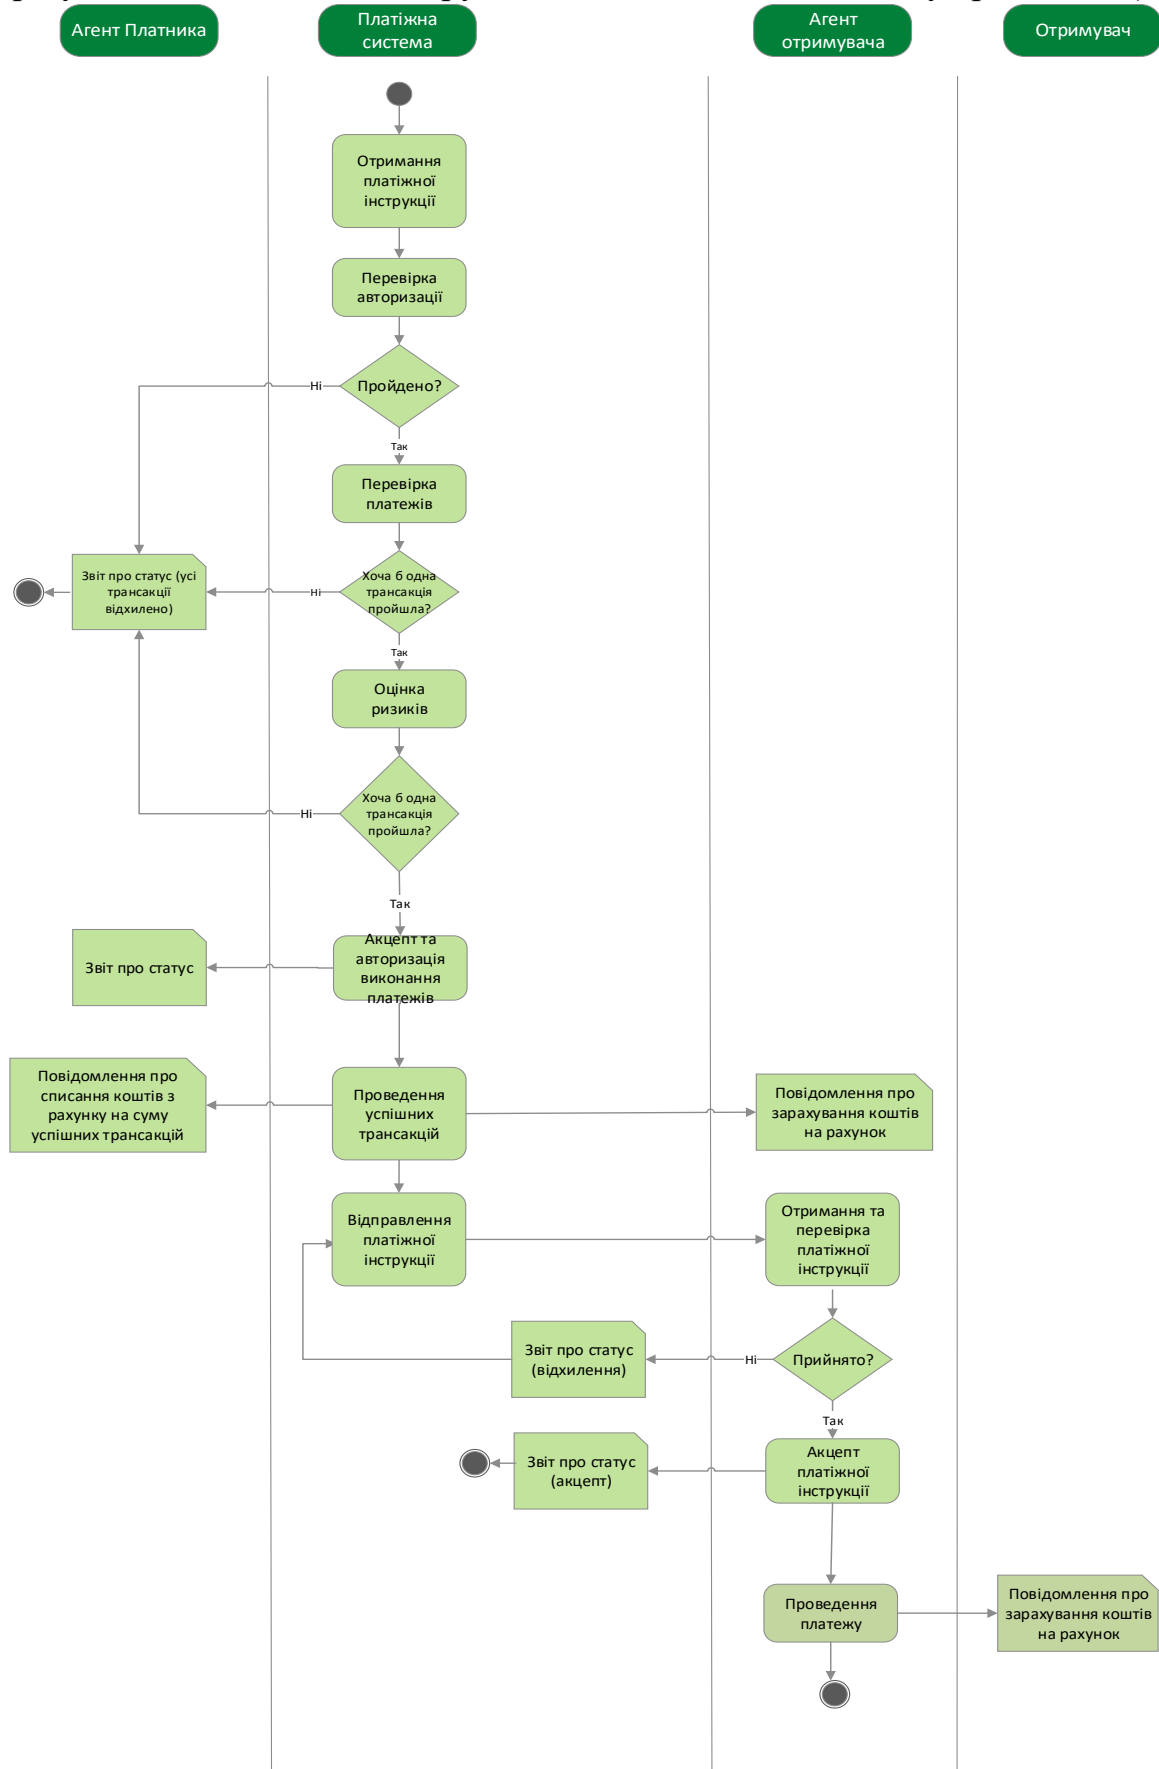 Агент Платника
Платіжна
система
Агент
отримувача
Отримувач
Отримання
платіжної
інструкції
Перевірка
авторизації
Пройдено?
Ні
Так
Перевірка
платежів
Хоча б одна
трансакція
пройшла?
Ні
Звіт про статус (усі
трансакції
відхилено)
Так
Оцінка
ризиків
Хоча б одна
трансакція
пройшла?
Ні
Так
Акцепт та
авторизація
виконання
платежів
Звіт про статус
Повідомлення про
списання коштів з
рахунку на суму
успішних трансакцій
Проведення
успішних
трансакцій
Повідомлення про
зарахування коштів
на рахунок
Відправлення
платіжної
інструкції
Отримання та
перевірка
платіжної
інструкції
Прийнято?
Ні
Звіт про статус
(відхилення)
Так
Акцепт
платіжної
інструкції
Звіт про статус
(акцепт)
Проведення
платежу
Повідомлення про
зарахування коштів
на рахунок